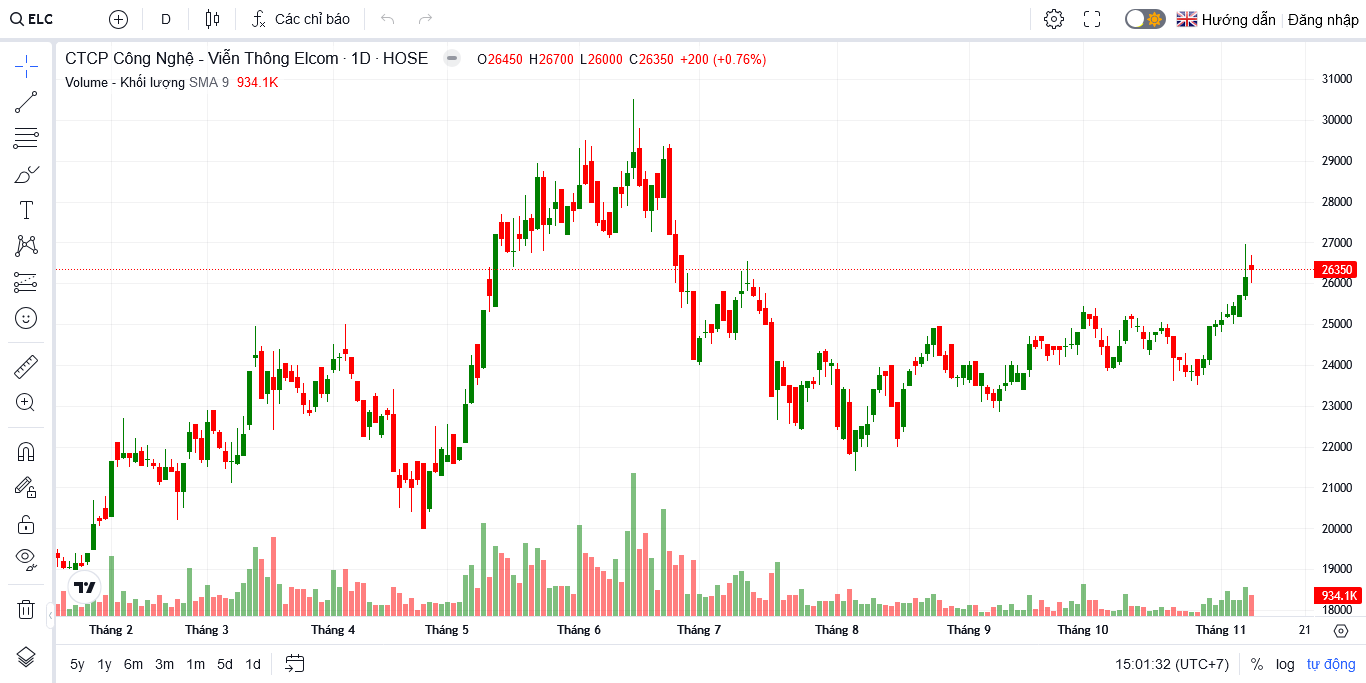 ELC D Các chỉ báo Hướng dẫn Đăng nhập
CTCP Công Nghệ - Viễn Thông Elcom · 1D · HOSE O26450 H26700 L26000 C26350 +200 (+0.76%)
Volume - Khối lượng SMA 9 934.1K
31000
30000
29000
28000
27000
26350
26000
25000
24000
23000
22000
21000
20000
19000
934.1K
18000
Tháng 2 Tháng 3 Tháng 4 Tháng 5 Tháng 6 Tháng 7 Tháng 8 Tháng 9 Tháng 10 Tháng 11 21
5y 1y 6m 3m 1m 5d 1d 15:01:32 (UTC+7) % log tự động